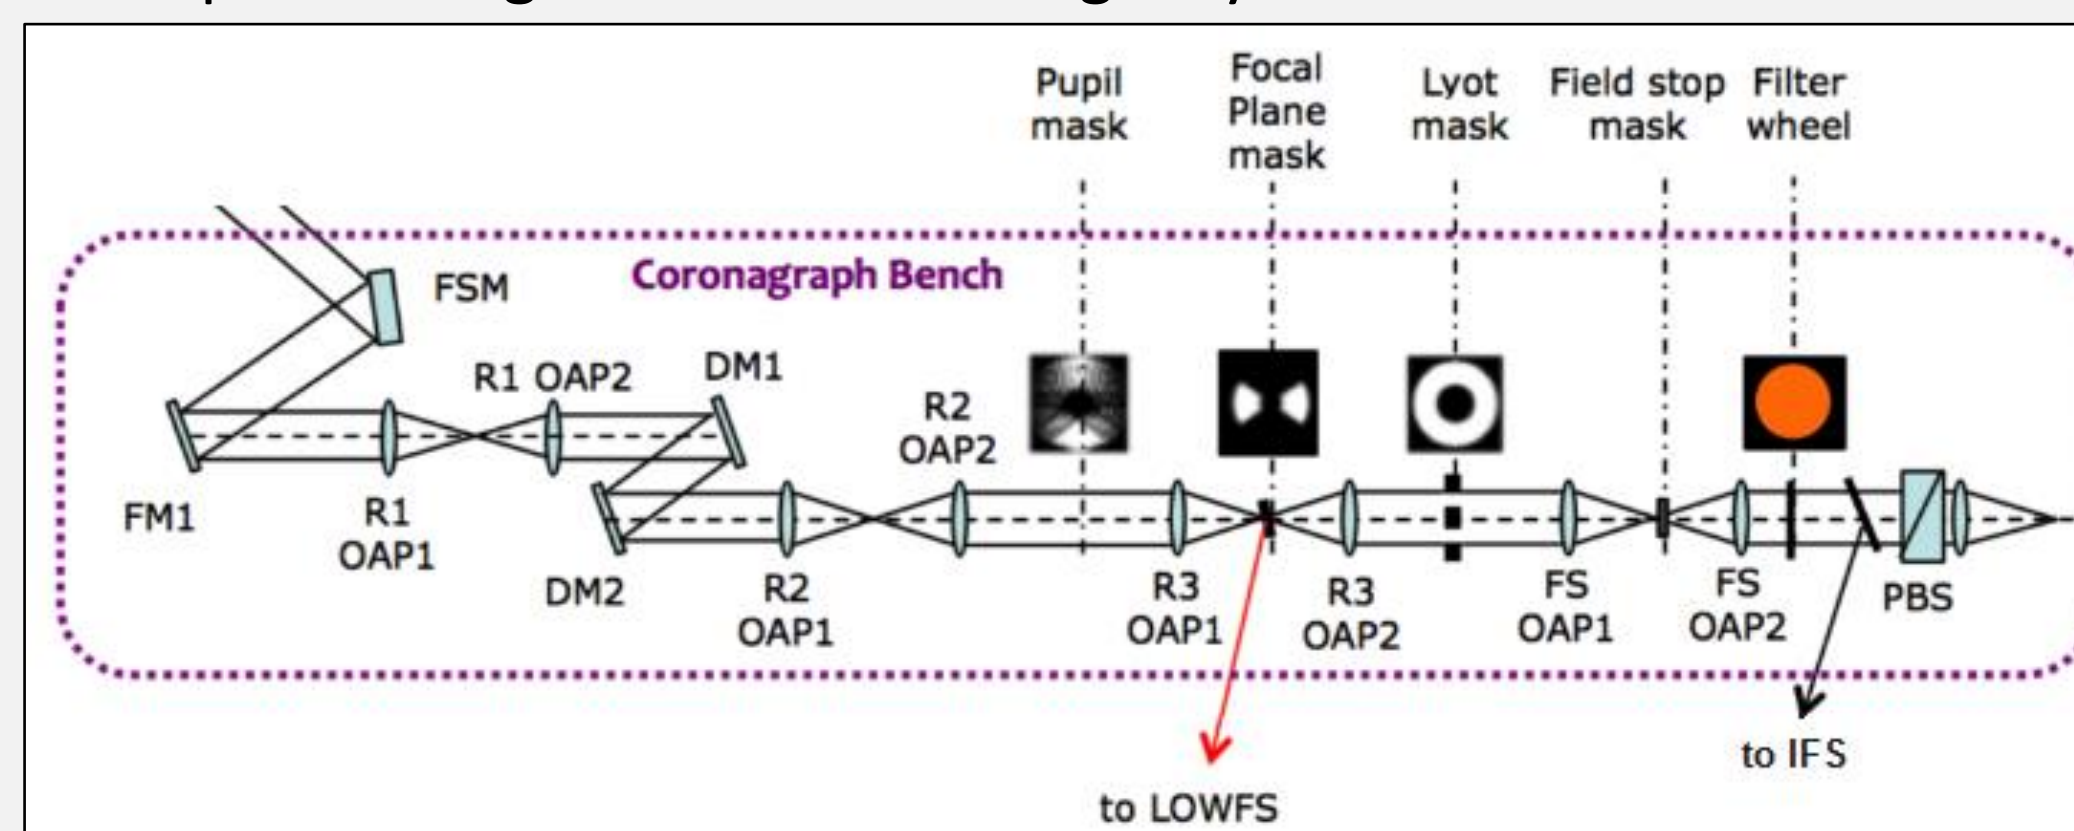 Pupil
mask
Focal
Plane
mask
Lyot
mask
Field stop
mask
Filter
wheel
Coronagraph Bench
FSM
R1 OAP2
DM1
R2
OAP2
FM1
R1
OAP1
DM2
R2
OAP1
R3
OAP1
R3
OAP2
FS
OAP1
FS
OAP2
PBS
to LOWFS
to IFS